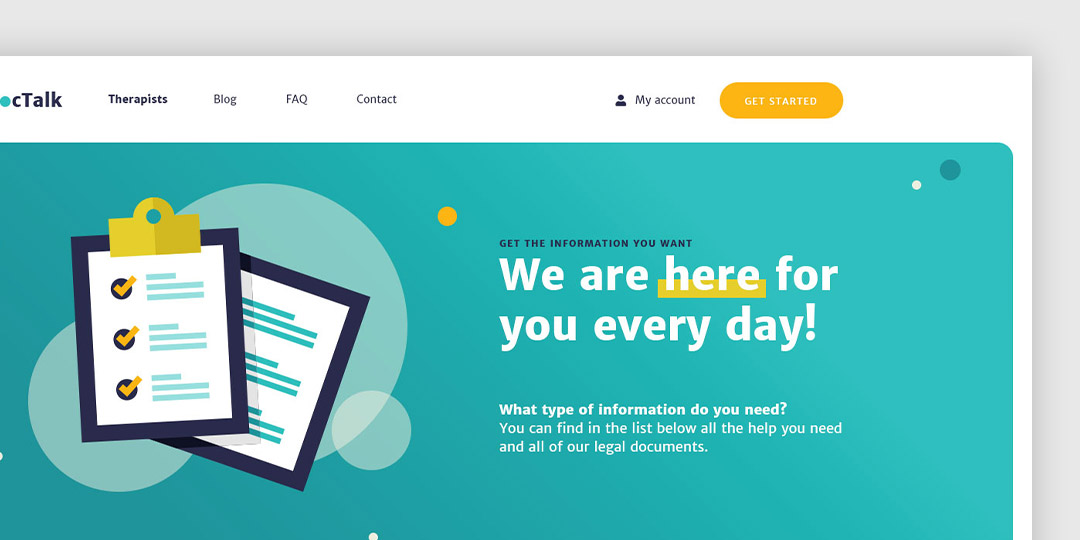 cTalk
Therapists
Blog
FAQ
Contact
My account
GET STARTED
GET THE INFORMATION YOU WANT
We are here for
you every day!
What type of information do you need?
You can find in the list below all the help you need
and all of our legal documents.